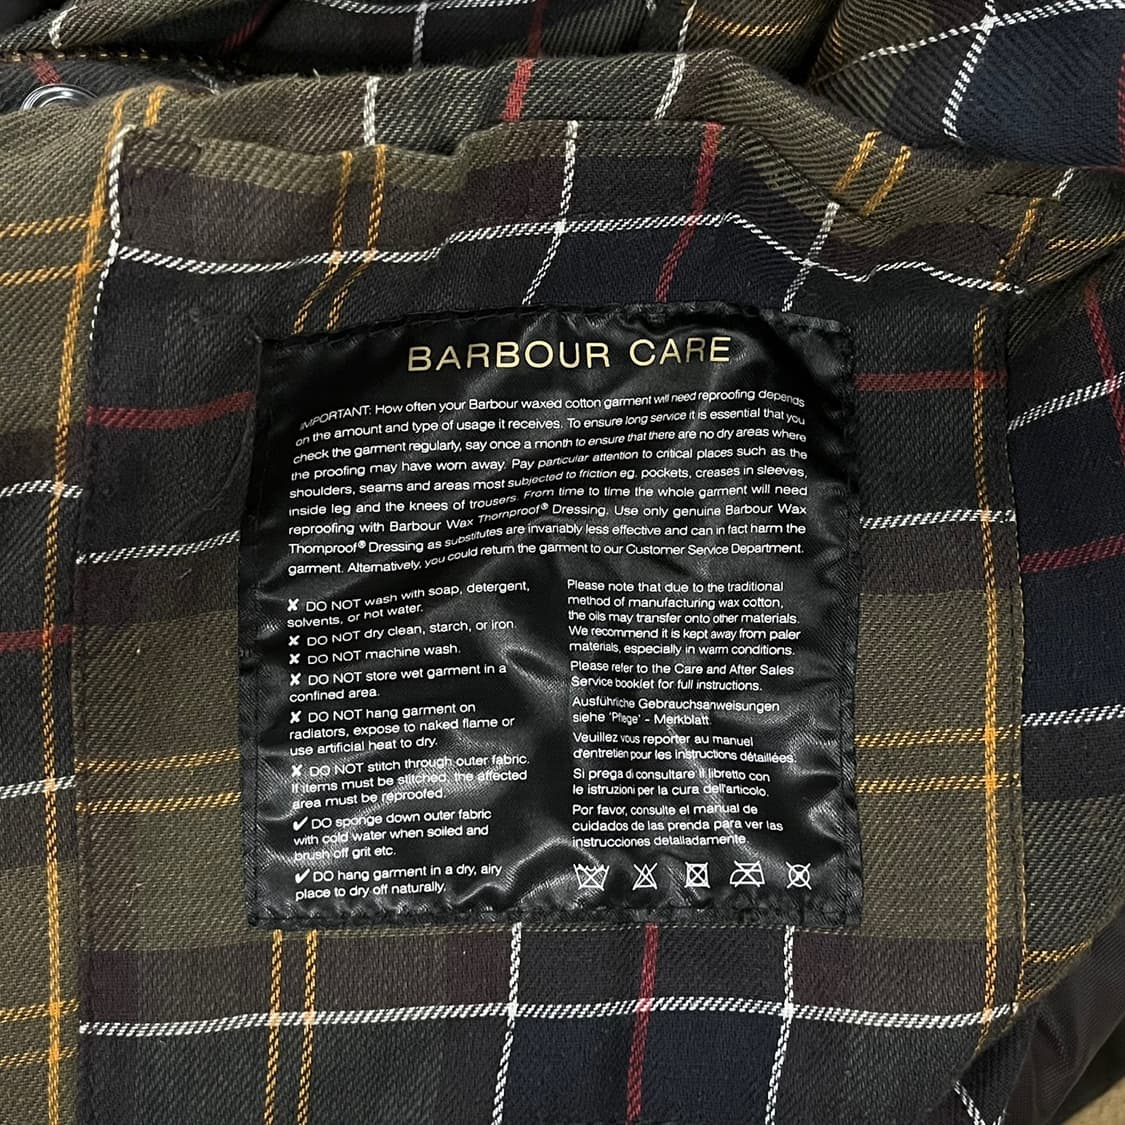 BARBOUR CARE
IMPORTANT: How often your Barbour waxed cotton garment will need reproofing depends
on the amount and type of usage it receives. To ensure long service it is essential that you
check the garment regularly, say once a month to ensure that there are no dry areas where
the proofing may have worn away. Pay particular attention to critical places such as the
shoulders, seams and areas most subjected to friction eg. pockets, creases in sleeves,
inside leg and the knees of trousers. From time to time the whole garment will need
reproofing with Barbour Wax Thornproof® Dressing. Use only genuine Barbour Wax
Thornproof® Dressing as substitutes are invariably less effective and can in fact harm the
garment. Alternatively, you could return the garment to our Customer Service Department.
✘ DO NOT wash with soap, detergent,
solvents, or hot water.
✘ DO NOT dry clean, starch, or iron.
✘ DO NOT machine wash.
✘ DO NOT store wet garment in a
confined area.
✘ DO NOT hang garment on
radiators, expose to naked flame or
use artificial heat to dry.
✘ DO NOT stitch through outer fabric.
If items must be stitched, the affected
area must be reproofed.
✔ DO sponge down outer fabric
with cold water when soiled and
brush off grit etc.
✔ DO hang garment in a dry, airy
place to dry off naturally.
Please note that due to the traditional
method of manufacturing wax cotton,
the oils may transfer onto other materials.
We recommend it is kept away from paler
materials, especially in warm conditions.
Please refer to the Care and After Sales
Service booklet for full instructions.
Ausführliche Gebrauchsanweisungen
siehe 'Pflege' - Merkblatt.
Veuillez vous reporter au manuel
d'entretien pour les instructions détaillées.
Si prega di consultare il libretto con
le istruzioni per la cura dell'articolo.
Por favor, consulte el manual de
cuidados de las prenda para ver las
instrucciones detalladamente.